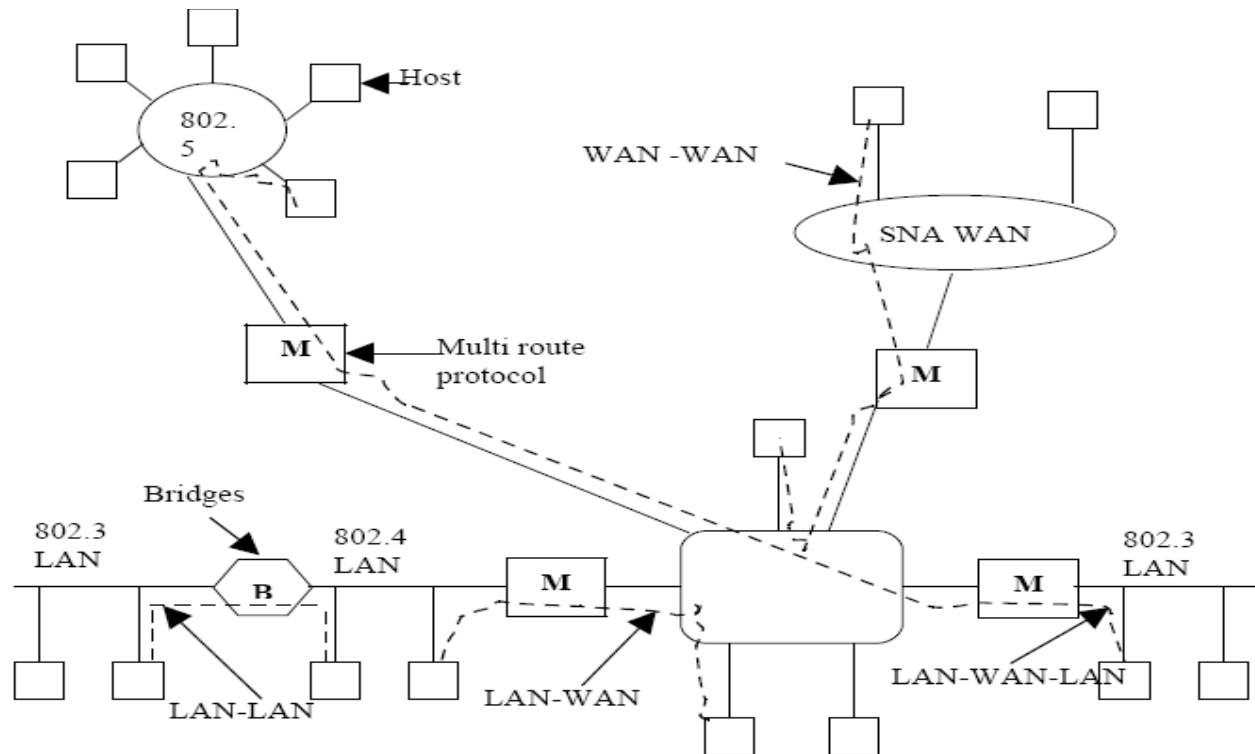 Host
802.
5
WAN -WAN
SNA WAN
M
Multi route
protocol
M
Bridges
802.3
LAN
802.4
LAN
802.3
LAN
B
M
M
LAN-LAN
LAN-WAN
LAN-WAN-LAN